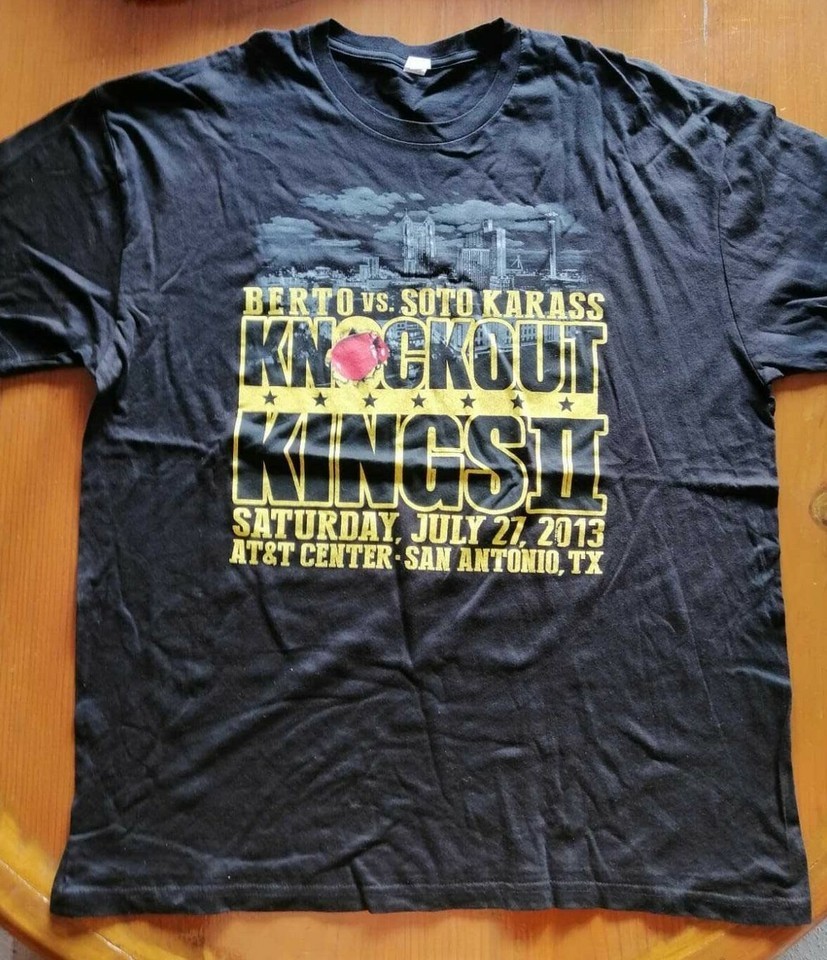 BERTO VS. SOTO KARASS
KNOCKOUT
KINGS II
SATURDAY, JULY 27, 2013
AT&T CENTER · SAN ANTONIO, TX